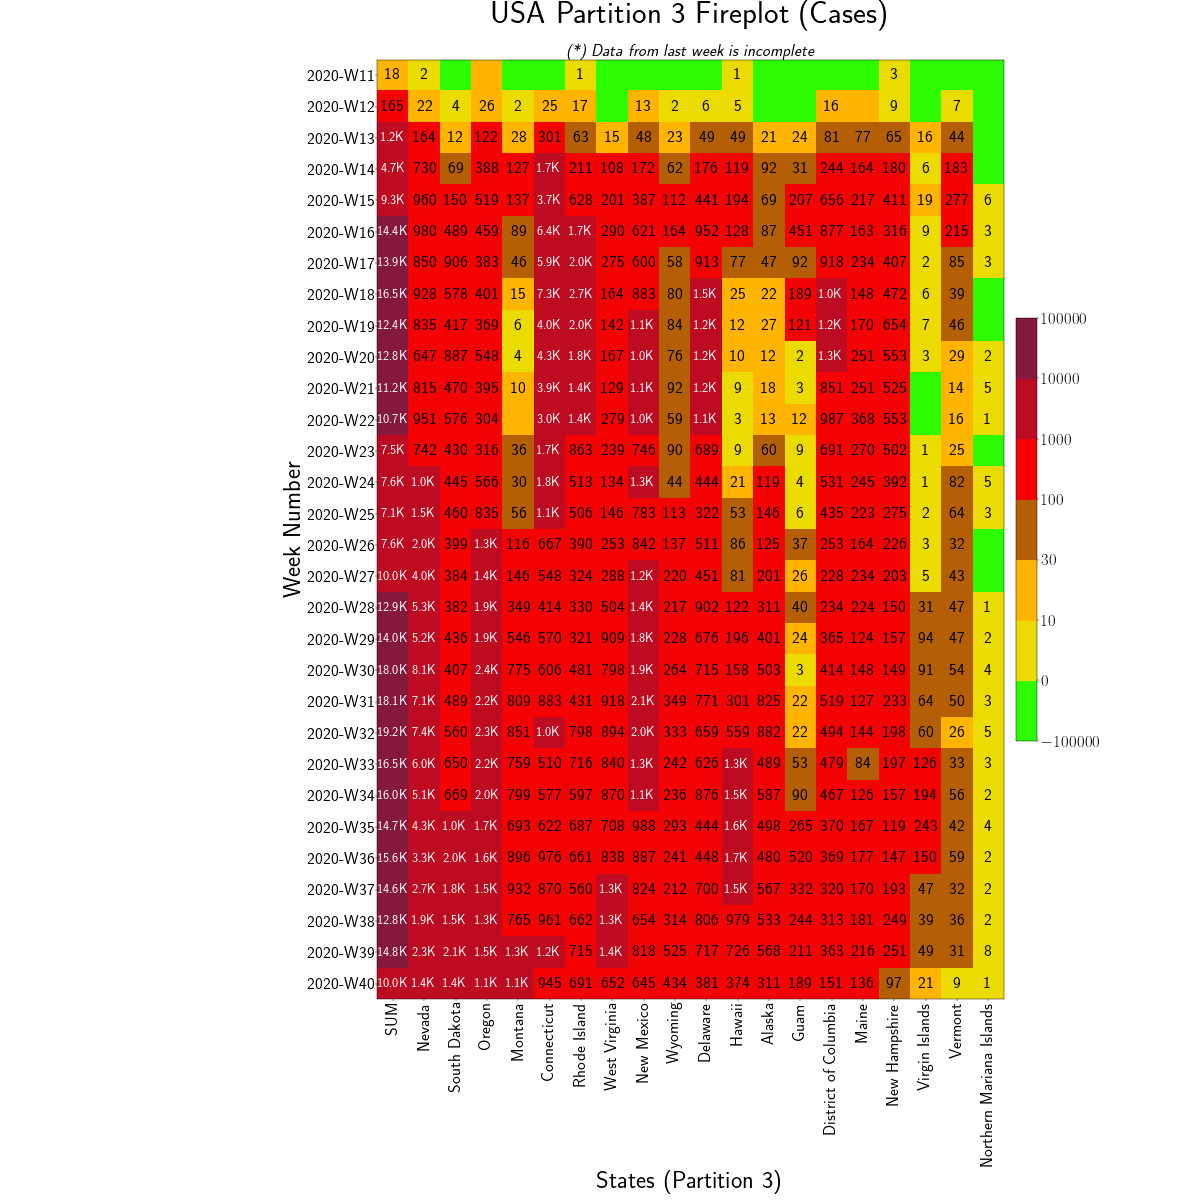 USA Partition 3 Fireplot (Cases)
(*) Data from last week is incomplete
2020-W11 18 2 1 1 3
2020-W12 165 22 4 26 2 25 17 13 2 6 5 16 9 7
2020-W13 1.2K 164 12 122 28 301 63 15 48 23 49 49 21 24 81 77 65 16 44
2020-W14 4.7K 730 69 388 127 1.7K 211 108 172 62 176 119 92 31 244 164 180 6 183
2020-W15 9.3K 960 150 519 137 3.7K 628 201 387 112 441 194 69 207 656 217 411 19 277 6
2020-W16 14.4K 980 489 459 89 6.4K 1.7K 290 621 164 952 128 87 451 877 163 316 9 215 3
2020-W17 13.9K 850 906 383 46 5.9K 2.0K 275 600 58 913 77 47 92 918 234 407 2 85 3
2020-W18 16.5K 928 578 401 15 7.3K 2.7K 164 883 80 1.5K 25 22 189 1.0K 148 472 6 39
2020-W19 12.4K 835 417 369 6 4.0K 2.0K 142 1.1K 84 1.2K 12 27 121 1.2K 170 654 7 46
2020-W20 12.8K 647 887 548 4 4.3K 1.8K 167 1.0K 76 1.2K 10 12 2 1.3K 251 553 3 29 2
2020-W21 11.2K 815 470 395 10 3.9K 1.4K 129 1.1K 92 1.2K 9 18 3 851 251 525 14 5
2020-W22 10.7K 951 576 304 3.0K 1.4K 279 1.0K 59 1.1K 3 13 12 987 368 553 16 1
2020-W23 7.5K 742 430 316 36 1.7K 863 239 746 90 689 9 60 9 691 270 502 1 25
2020-W24 7.6K 1.0K 445 566 30 1.8K 513 134 1.3K 44 444 21 119 4 531 245 392 1 82 5
2020-W25 7.1K 1.5K 460 835 56 1.1K 506 146 783 113 322 53 146 6 435 223 275 2 64 3
2020-W26 7.6K 2.0K 399 1.3K 116 667 390 253 842 137 511 86 125 37 253 164 226 3 32
2020-W27 10.0K 4.0K 384 1.4K 146 548 324 288 1.2K 220 451 81 201 26 228 234 203 5 43
2020-W28 12.9K 5.3K 382 1.9K 349 414 330 504 1.4K 217 902 122 311 40 234 224 150 31 47 1
2020-W29 14.0K 5.2K 436 1.9K 546 570 321 909 1.8K 228 676 196 401 24 365 124 157 94 47 2
2020-W30 18.0K 8.1K 407 2.4K 775 606 481 798 1.9K 264 715 158 503 3 414 148 149 91 54 4
2020-W31 18.1K 7.1K 489 2.2K 809 883 431 918 2.1K 349 771 301 825 22 519 127 233 64 50 3
2020-W32 19.2K 7.4K 560 2.3K 851 1.0K 798 894 2.0K 333 659 559 882 22 494 144 198 60 26 5
2020-W33 16.5K 6.0K 650 2.2K 759 510 716 840 1.3K 242 626 1.3K 489 53 479 84 197 126 33 3
2020-W34 16.0K 5.1K 669 2.0K 799 577 597 870 1.1K 236 876 1.5K 587 90 467 126 157 194 56 2
2020-W35 14.7K 4.3K 1.0K 1.7K 693 622 687 708 988 293 444 1.6K 498 265 370 167 119 243 42 4
2020-W36 15.6K 3.3K 2.0K 1.6K 896 976 661 838 887 241 448 1.7K 480 520 369 177 147 150 59 2
2020-W37 14.6K 2.7K 1.8K 1.5K 932 870 560 1.3K 824 212 700 1.5K 567 332 320 170 193 47 32 2
2020-W38 12.8K 1.9K 1.5K 1.3K 765 961 662 1.3K 654 314 806 979 533 244 313 181 249 39 36 2
2020-W39 14.8K 2.3K 2.1K 1.5K 1.3K 1.2K 715 1.4K 818 525 717 726 568 211 363 216 251 49 31 8
2020-W40 10.0K 1.4K 1.4K 1.1K 1.1K 945 691 652 645 434 381 374 311 189 151 136 97 21 9 1
Week Number
SUM
Nevada
South Dakota
Oregon
Montana
Connecticut
Rhode Island
West Virginia
New Mexico
Wyoming
Delaware
Hawaii
Alaska
Guam
District of Columbia
Maine
New Hampshire
Virgin Islands
Vermont
Northern Mariana Islands
States (Partition 3)
100000
10000
1000
100
30
10
0
−100000